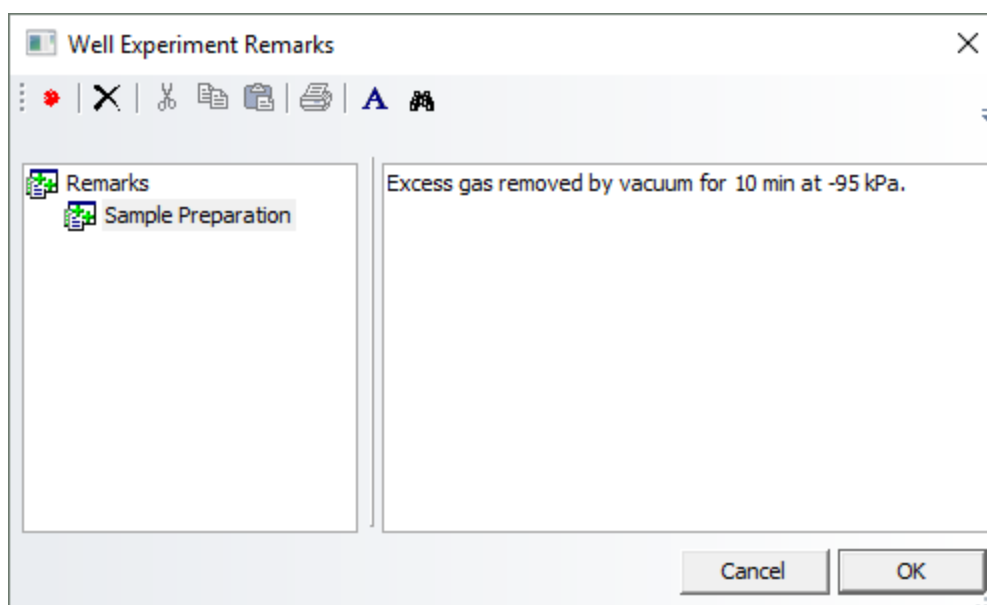 Well Experiment Remarks
Remarks
Sample Preparation
Excess gas removed by vacuum for 10 min at -95 kPa.
Cancel
OK